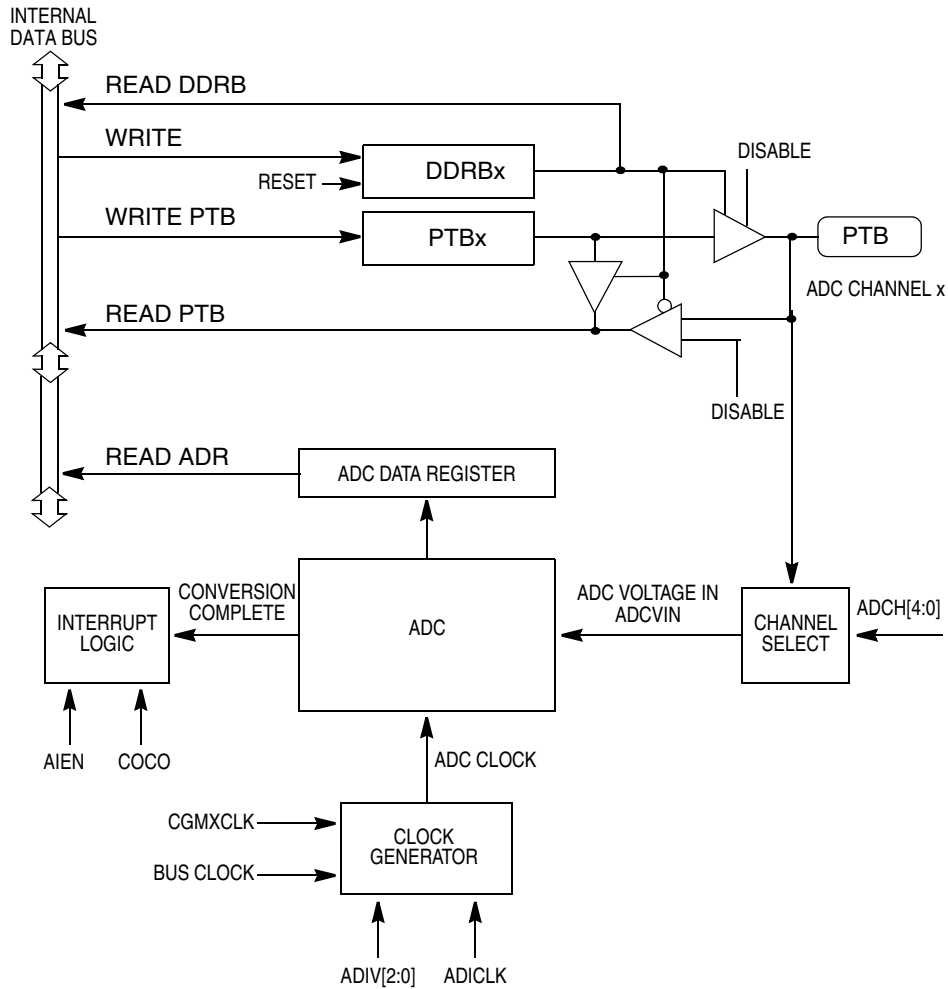 INTERNAL
DATA BUS
READ DDRB
WRITE
DISABLE
RESET
DDRBx
WRITE PTB
PTBx
PTB
ADC CHANNEL x
READ PTB
DISABLE
READ ADR
ADC DATA REGISTER
CONVERSION
COMPLETE
INTERRUPT
LOGIC
ADC
ADC VOLTAGE IN
ADCVIN
CHANNEL
SELECT
ADCH[4:0]
AIEN
COCO
ADC CLOCK
CGMXCLK
CLOCK
GENERATOR
BUS CLOCK
ADIV[2:0]
ADICLK